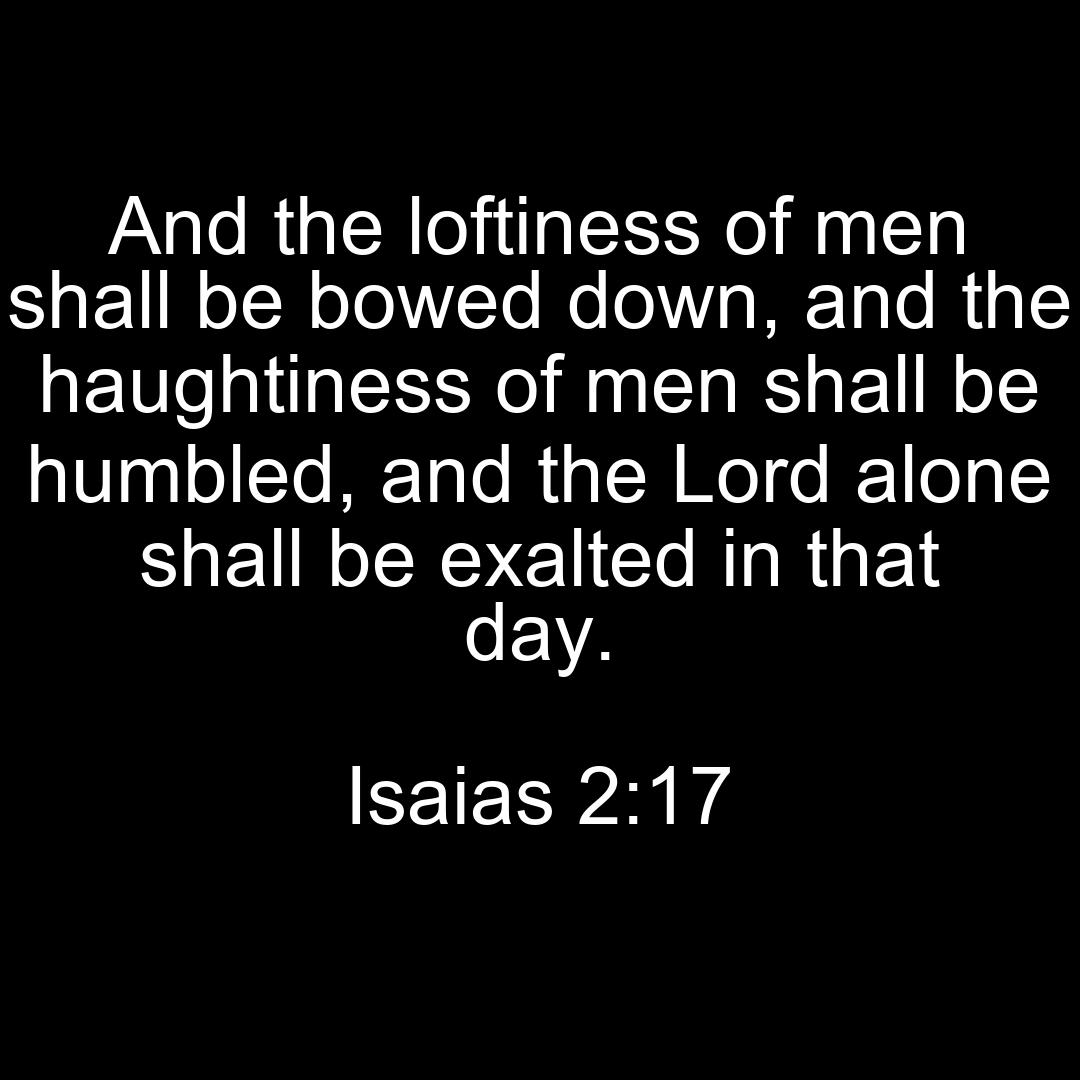 And the loftiness of men
shall be bowed down, and the
haughtiness of men shall be
humbled, and the Lord alone
shall be exalted in that
day.
Isaias 2:17